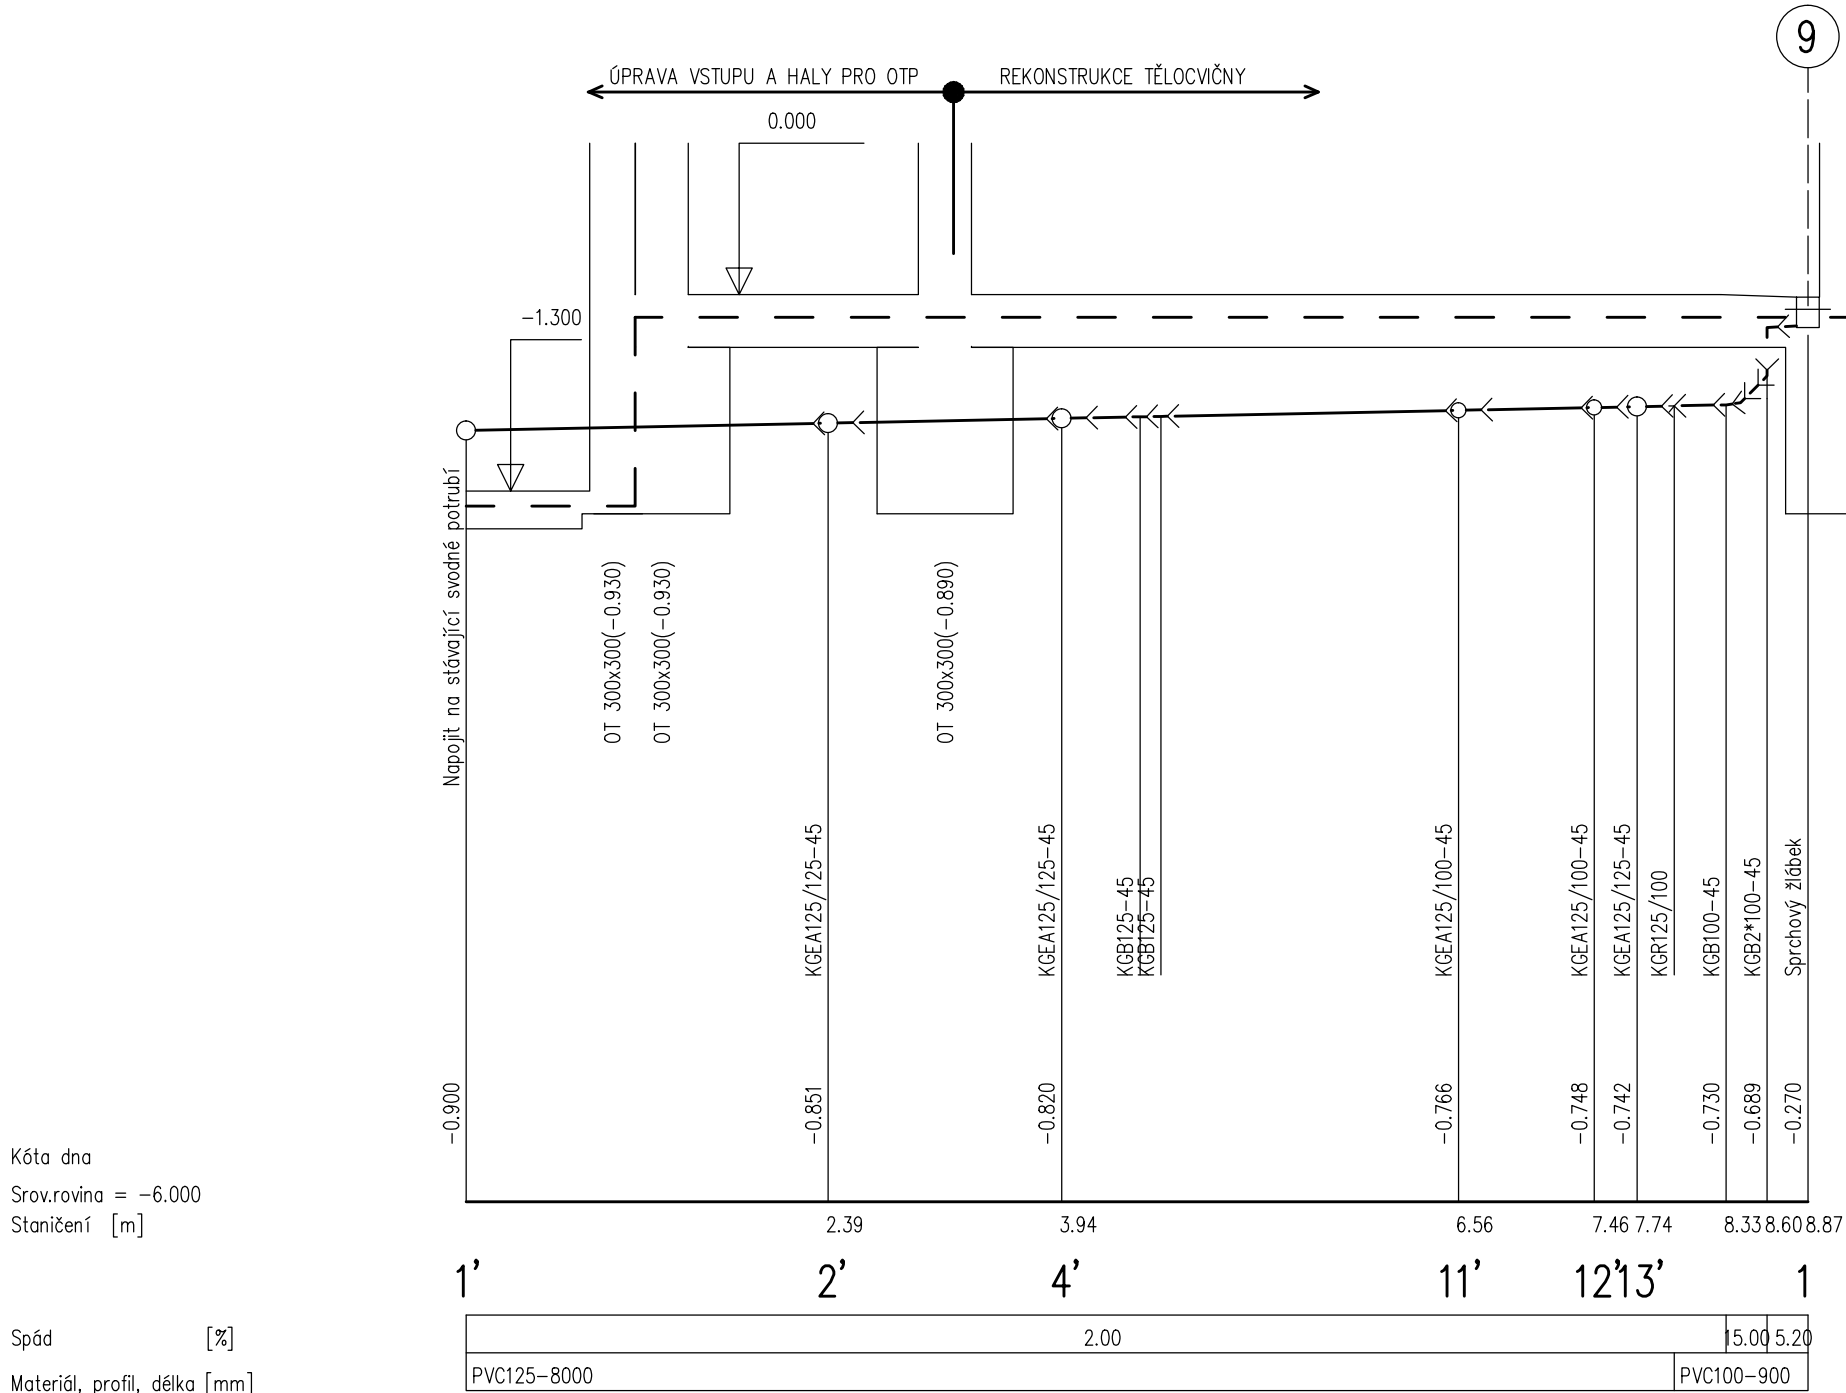 9
ÚPRAVA VSTUPU A HALY PRO OTP
REKONSTRUKCE TĚLOCVIČNY
0.000
-1.300
Napojit na stávající svodné potrubí
OT 300x300(-0.930)
OT 300x300(-0.930)
OT 300x300(-0.890)
KGEA125/125-45
KGEA125/125-45
KGB125-45
KGB125-45
KGEA125/100-45
KGEA125/100-45
KGEA125/125-45
KGR125/100
KGB100-45
KGB2*100-45
Sprchový žlábek
-0.900
-0.851
-0.820
-0.766
-0.748
-0.742
-0.730
-0.689
-0.270
Kóta dna
Srov.rovina = -6.000
Staničení [m]
2.39 3.94 6.56 7.46 7.74 8.33 8.60 8.87
1' 2' 4' 11' 12' 13' 1
Spád [%] 2.00 15.00 5.20
Materiál, profil, délka [mm] PVC125-8000 PVC100-900